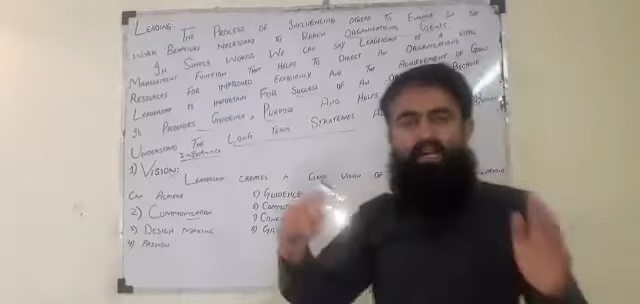 LEADING: THE PROCESS OF INFLUENCING OTHERS TO ENGAGE IN THE
WORK BEHAVIORS NECESSARY TO REACH ORGANISATIONS GOALS.
IN SIMPLE WORDS WE CAN SAY LEADERSHIP IS A VITAL
MANAGEMENT FUNCTION THAT HELPS TO DIRECT AN ORGANISATIONS
RESOURCES FOR IMPROVED EFFICIENCY AND THE ACHIEVEMENT OF GOALS
LEADERSHIP IS IMPORTANT FOR SUCCESS OF AN BECAUSE
IT PROVIDES GUIDENCE, PURPOSE AND HELPS
UNDERSTAND THE LONG TERM STRATEGIES
IMPORTANCE
1) VISION: LEADERSHIP CREATES A CLEAR VISION OF
CAN ACHIEVE
2) COMMUNICATION
3) DESIGN MAKING
4) PASSION
5) GUIDENCE